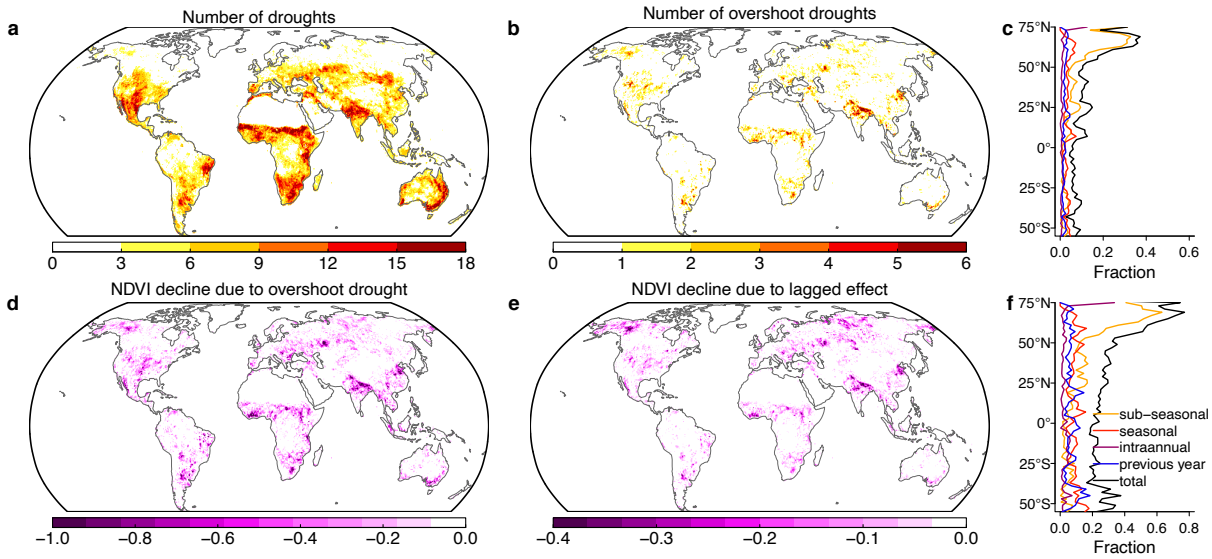 a
Number of droughts
0 3 6 9 12 15 18
b
Number of overshoot droughts
0 1 2 3 4 5 6
c
75°N
50°N
25°N
0°
25°S
50°S
0.0 0.2 0.4 0.6
Fraction
d
NDVI decline due to overshoot drought
−1.0 −0.8 −0.6 −0.4 −0.2 0.0
e
NDVI decline due to lagged effect
−0.4 −0.3 −0.2 −0.1 0.0
f
75°N
50°N
25°N
0°
25°S
50°S
sub−seasonal
seasonal
intraannual
previous year
total
0.0 0.2 0.4 0.6 0.8
Fraction